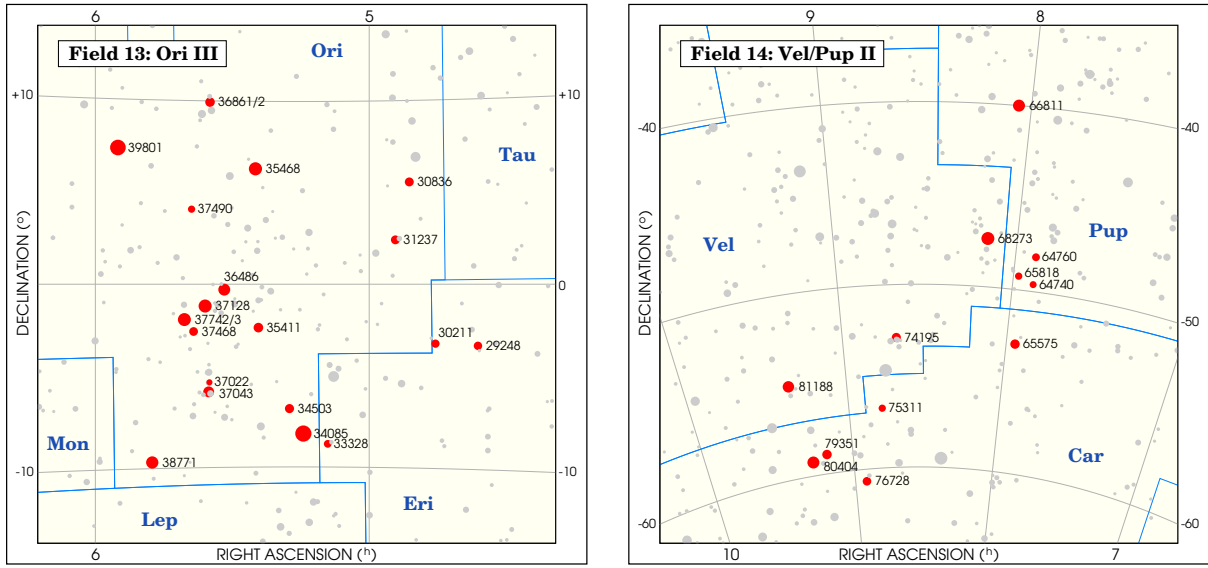 6 5
Field 13: Ori III
Ori
+10 +10
36861/2
39801
35468
Tau
30836
37490
31237
36486
0
37128
37742/3
37468
35411
30211
29248
37022
37043
34503
34085
33328
Mon
38771
-10 -10
Eri
Lep
6 5
RIGHT ASCENSION (h)
DECLINATION (o)
9 8
Field 14: Vel/Pup II
66811
-40 -40
Vel
68273
Pup
64760
65818
64740
74195
65575
-50
81188
75311
79351
80404
Car
76728
-60 -60
10 7
RIGHT ASCENSION (h)
DECLINATION (o)